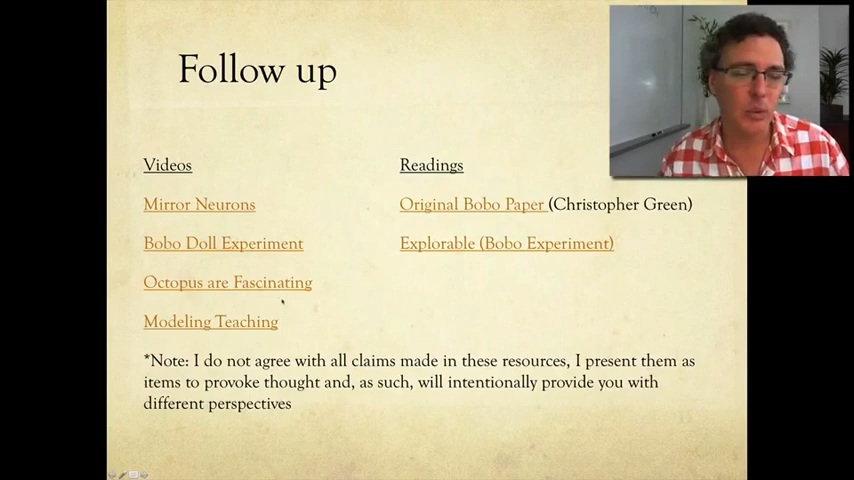 Follow up
Videos
Mirror Neurons
Bobo Doll Experiment
Octopus are Fascinating
Modeling Teaching
Readings
Original Bobo Paper (Christopher Green)
Explorable (Bobo Experiment)
*Note: I do not agree with all claims made in these resources, I present them as
items to provoke thought and, as such, will intentionally provide you with
different perspectives